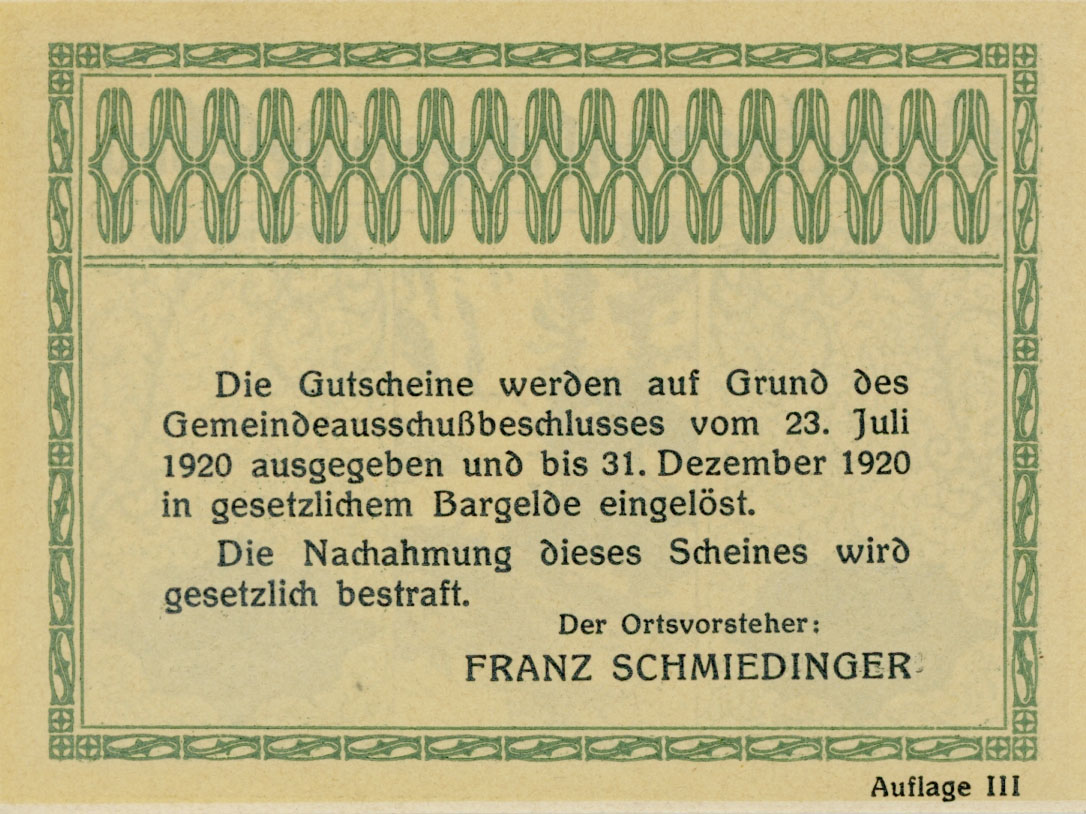 Die Gutscheine werden auf Grund des
Gemeindeausschußbeschlusses vom 23. Juli
1920 ausgegeben und bis 31. Dezember 1920
in gesetzlichem Bargelde eingelöst.
Die Nachahmung dieses Scheines wird
gesetzlich bestraft.
Der Ortsvorsteher:
FRANZ SCHMIEDINGER
Auflage III